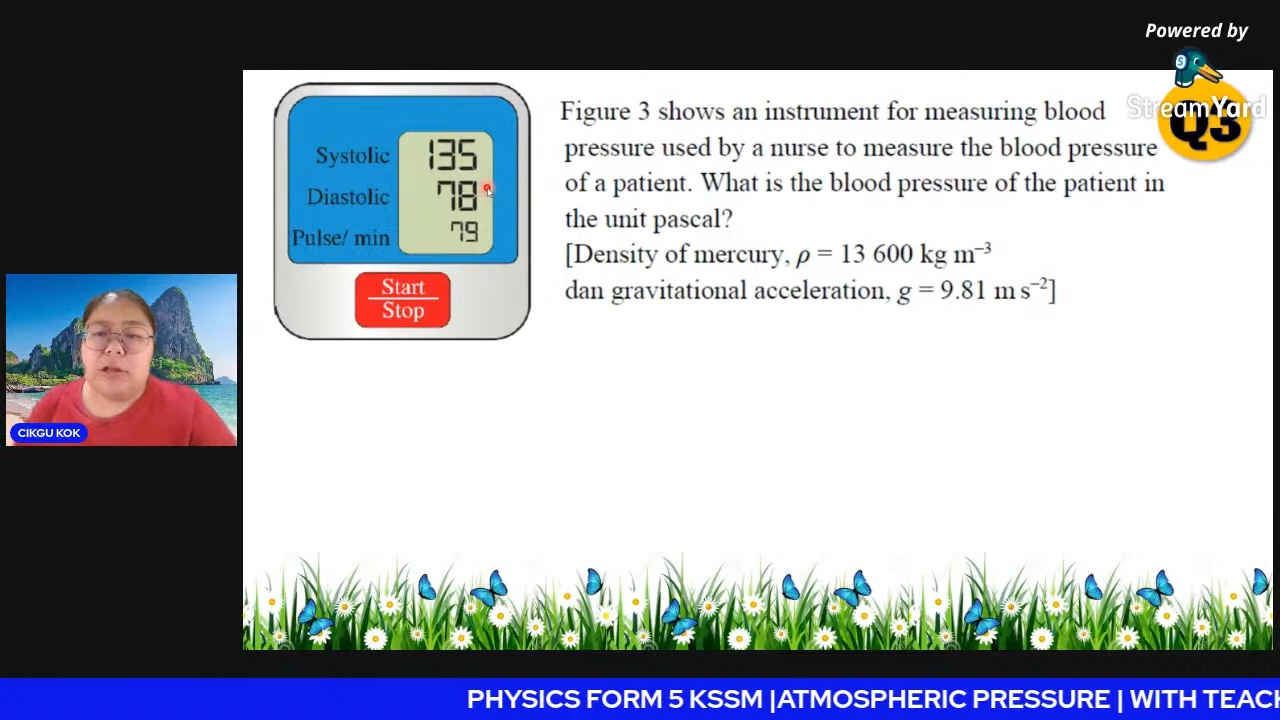 Powered by
StreamYard
Q3
Figure 3 shows an instrument for measuring blood
pressure used by a nurse to measure the blood pressure
of a patient. What is the blood pressure of the patient in
the unit pascal?
[Density of mercury, ρ = 13 600 kg m⁻³
dan gravitational acceleration, g = 9.81 m s⁻²]
Systolic 135
Diastolic 78
Pulse/ min 79
Start
Stop
CIKGU KOK
PHYSICS FORM 5 KSSM |ATMOSPHERIC PRESSURE | WITH TEACH